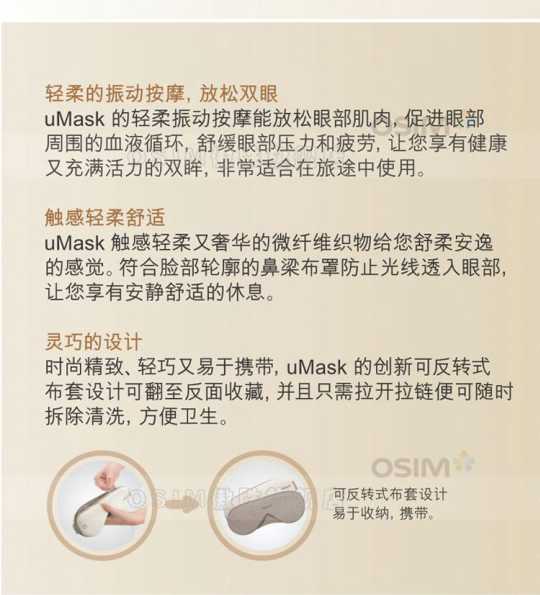 轻柔的振动按摩, 放松双眼
uMask 的轻柔振动按摩能放松眼部肌肉, 促进眼部
周围的血液循环, 舒缓眼部压力和疲劳, 让您享有健康
又充满活力的双眸, 非常适合在旅途中使用。
触感轻柔舒适
uMask 触感轻柔又奢华的微纤维织物给您舒柔安逸
的感觉。符合脸部轮廓的鼻梁布罩防止光线透入眼部,
让您享有安静舒适的休息。
灵巧的设计
时尚精致、轻巧又易于携带, uMask 的创新可反转式
布套设计可翻至反面收藏, 并且只需拉开拉链便可随时
拆除清洗, 方便卫生。
OSIM
可反转式布套设计
易于收纳, 携带。